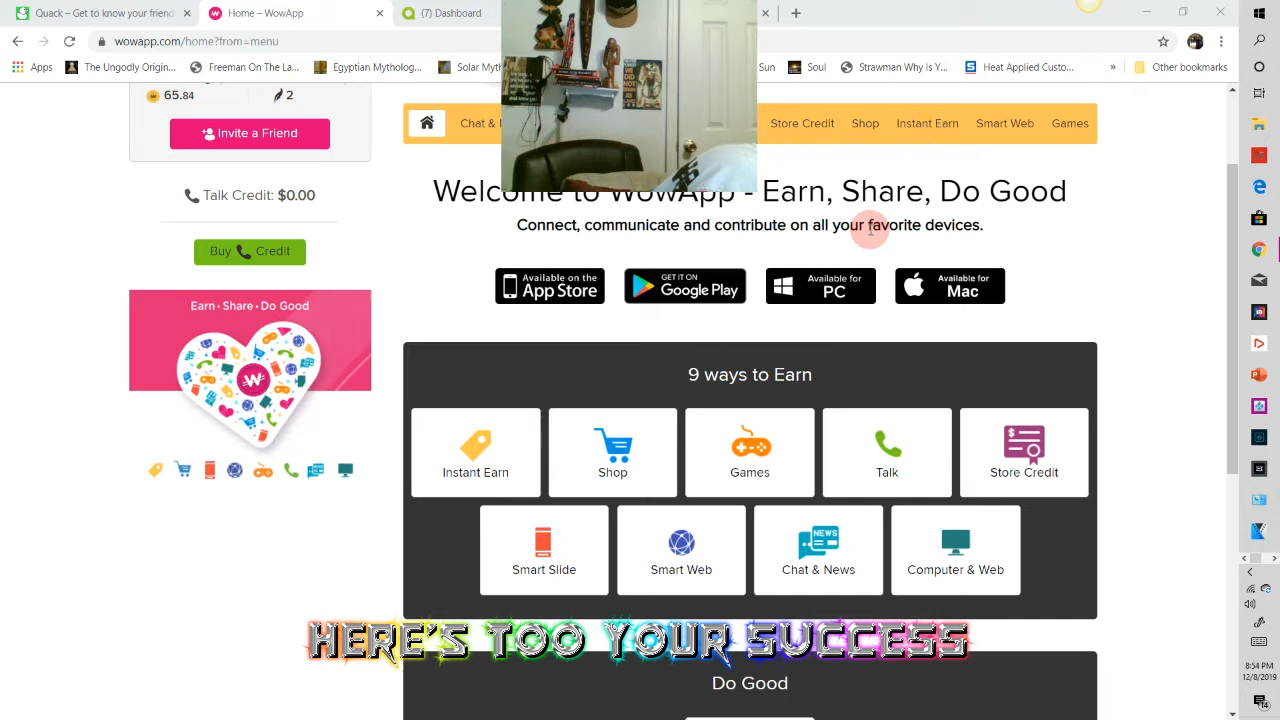 Quack - Get Credit
Home - WowApp
(7) Dashboard
wowapp.com/home?from=menu
Apps
The Ungooly Origina
Freeman On The La
Egyptian Mytholog
Solar Myth
Sun
Soul
Strawman Why Is Y...
Heat Applied Custo...
»
Other bookmarks
65.84
2
Invite a Friend
Talk Credit: $0.00
Buy Credit
Earn • Share • Do Good
Chat &
Store Credit
Shop
Instant Earn
Smart Web
Games
Welcome to WowApp - Earn, Share, Do Good
Connect, communicate and contribute on all your favorite devices.
Available on the
App Store
GET IT ON
Google Play
Available for
PC
Available for
Mac
9 ways to Earn
Instant Earn
Shop
Games
Talk
Store Credit
NEWS
Smart Slide
Smart Web
Chat & News
Computer & Web
HERE'S TOO YOUR SUCCESS
Do Good
8:54 PM
12/8/2019